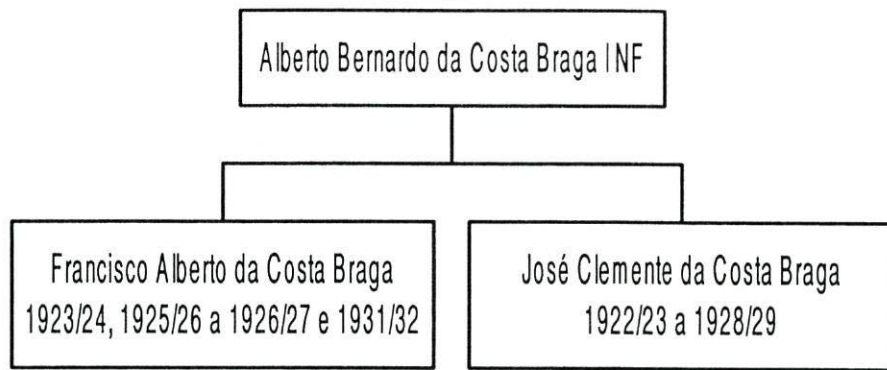 Alberto Bernardo da Costa Braga INF
Francisco Alberto da Costa Braga
1923/24, 1925/26 a 1926/27 e 1931/32
José Clemente da Costa Braga
1922/23 a 1928/29